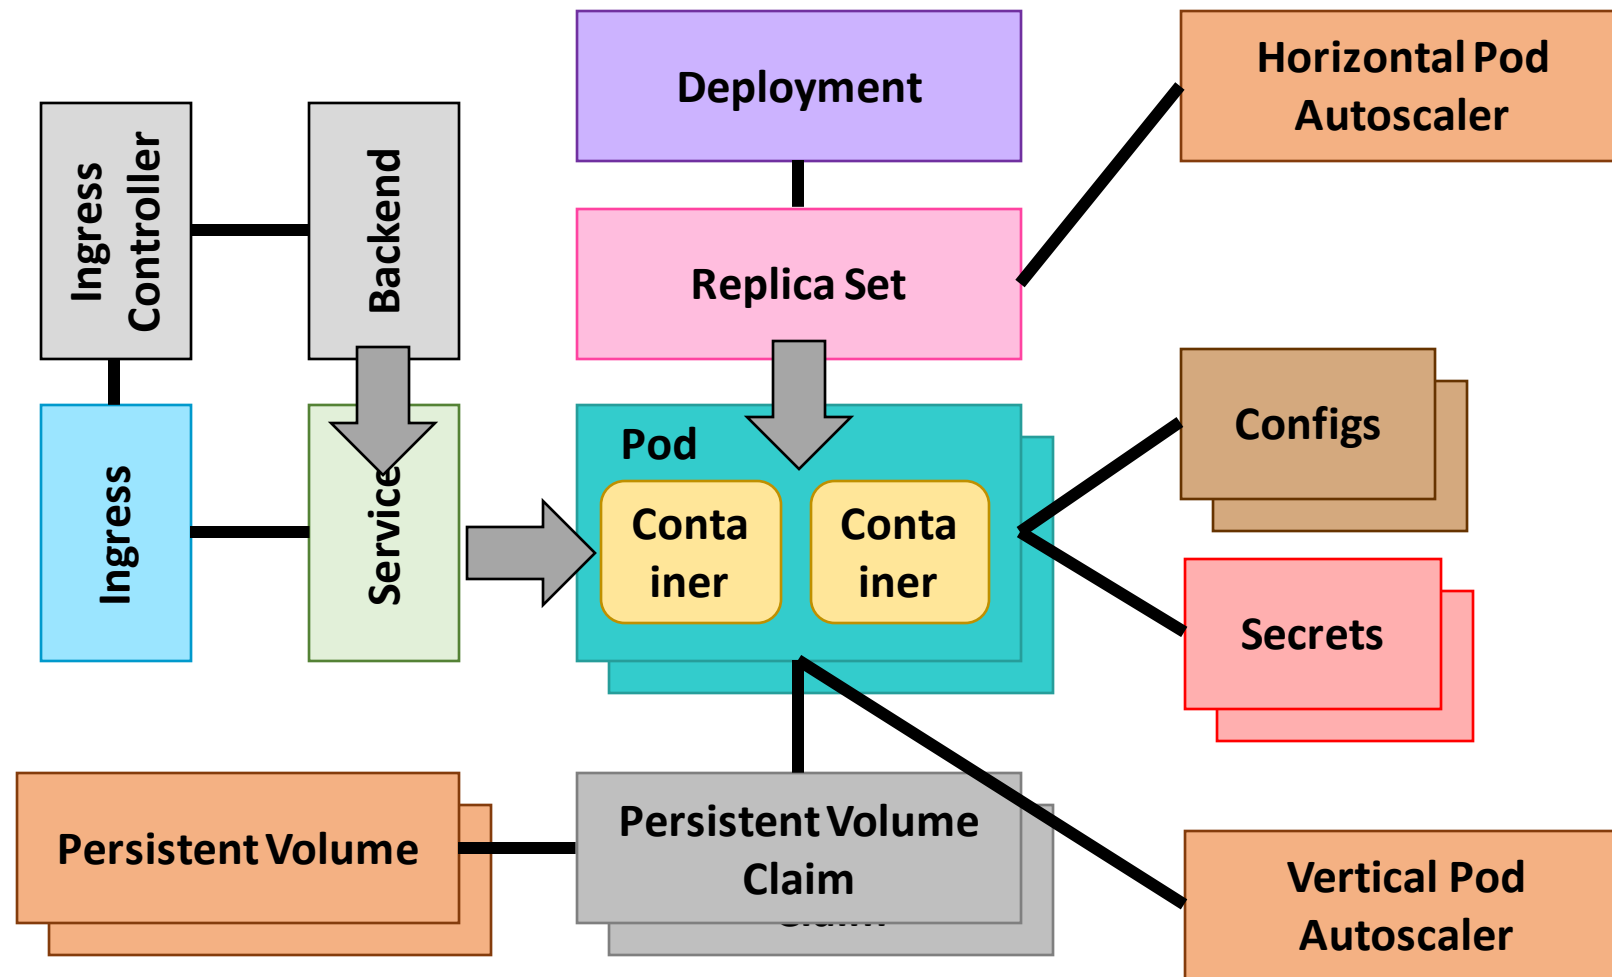 Deployment
Horizontal Pod
Autoscaler
Ingress
Controller
Backend
Replica Set
Ingress
Service
Pod
Conta
iner
Conta
iner
Configs
Secrets
Persistent Volume
Persistent Volume
Claim
Claim
Vertical Pod
Autoscaler